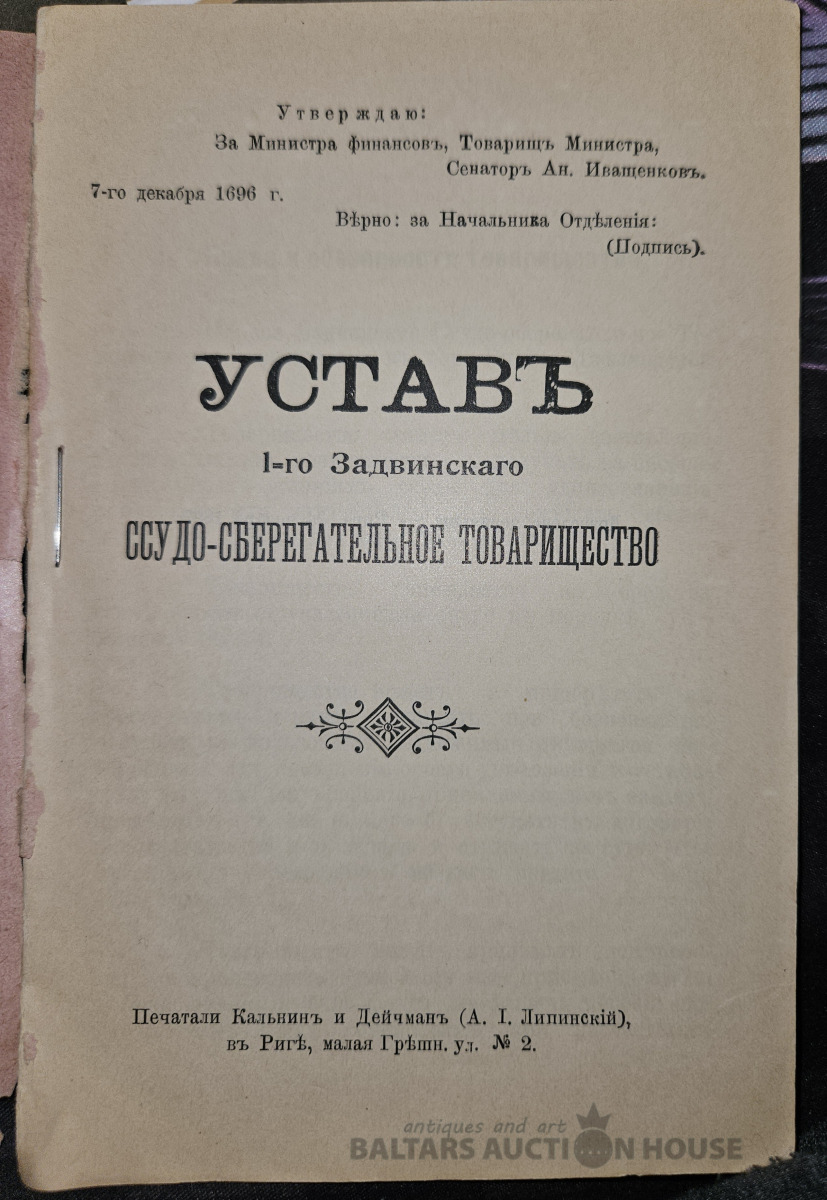 Утверждаю:
За Министра финансовъ, Товарищъ Министра,
Сенаторъ Ан. Иващенковъ.
7-го декабря 1696 г.
Вѣрно: за Начальника Отдѣленія:
(Подпись).
УСТАВЪ
1=го Задвинскаго
ССУДО-СБЕРЕГАТЕЛЬНОЕ ТОВАРИЩЕСТВО
Печатали Кальнинъ и Дейчманъ (А. I. Липинскій),
въ Ригѣ, малая Грѣшн. ул. № 2.
antiques and art
BALTARS AUCTION HOUSE